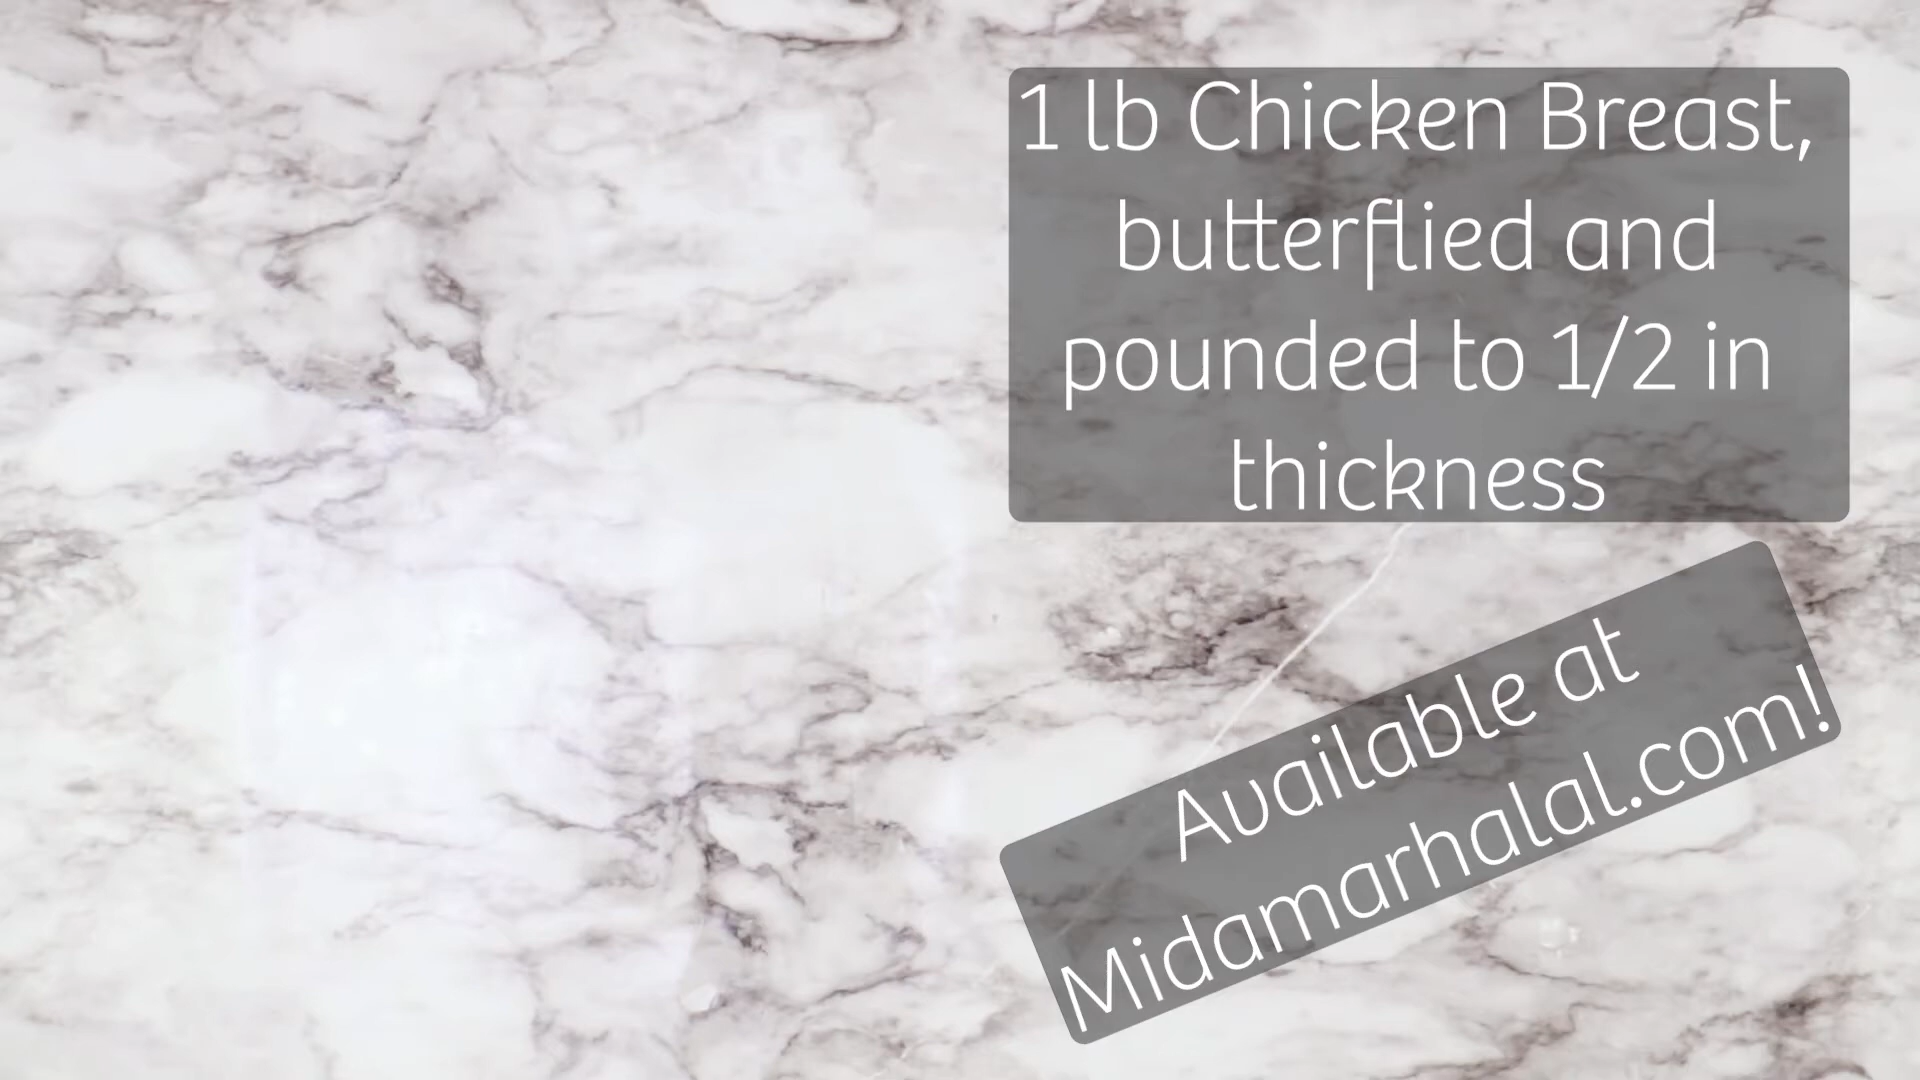 1 lb Chicken Breast,
butterflied and
pounded to 1/2 in
thickness
Available at
Midamarhalal.com!